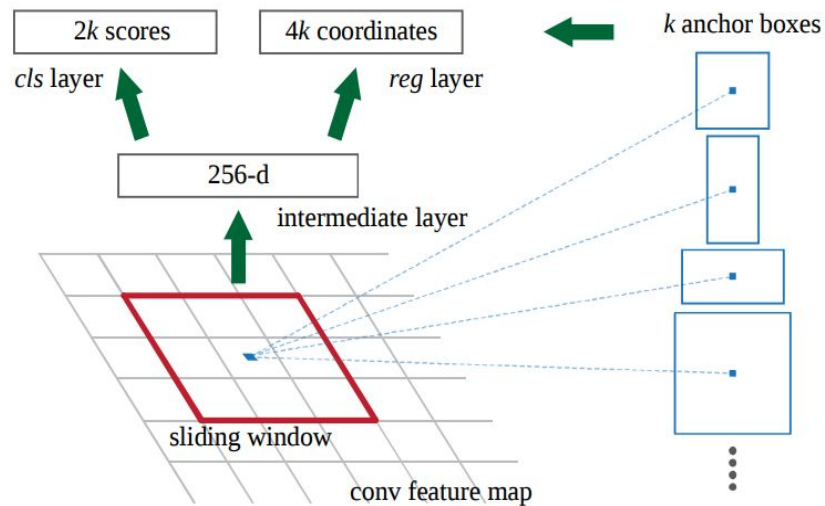 2k scores
4k coordinates
k anchor boxes
cls layer
reg layer
256-d
intermediate layer
sliding window
conv feature map